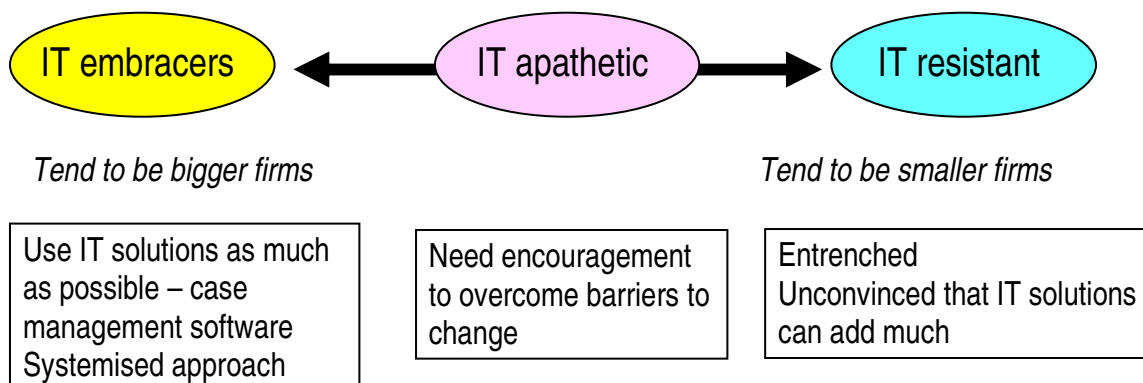 IT embracers
IT apathetic
IT resistant
Tend to be bigger firms
Tend to be smaller firms
Use IT solutions as much
as possible – case
management software
Systemised approach
Need encouragement
to overcome barriers to
change
Entrenched
Unconvinced that IT solutions
can add much